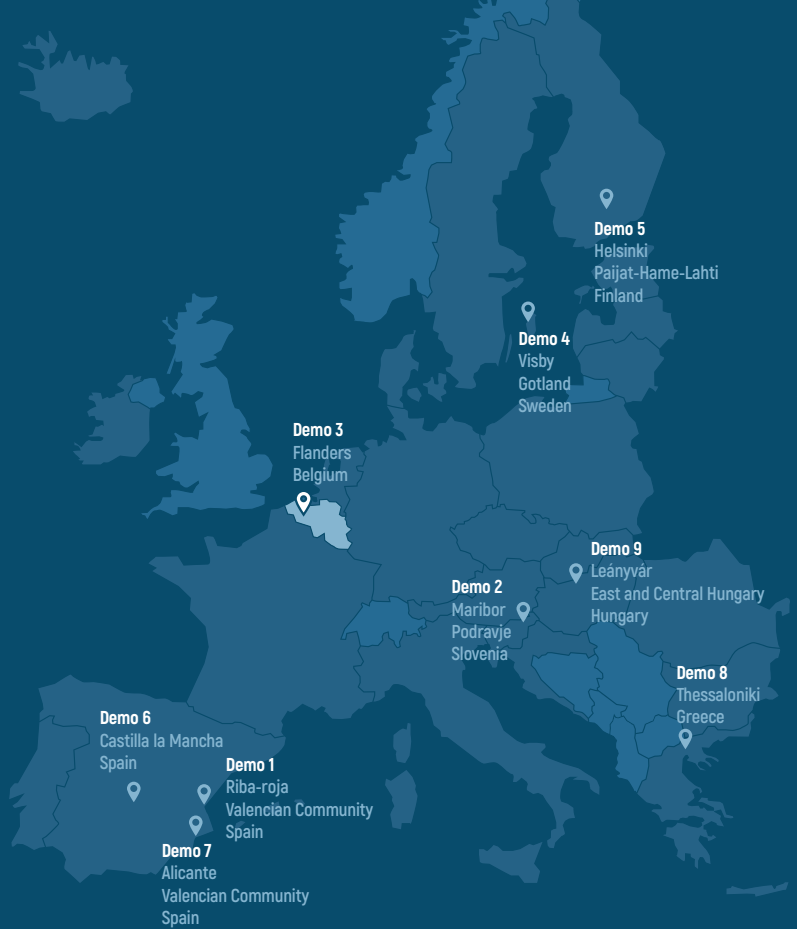 Demo 5
Helsinki
Paijat-Hame-Lahti
Finland
Demo 4
Visby
Gotland
Sweden
Demo 3
Flanders
Belgium
Demo 9
Leányvár
East and Central Hungary
Hungary
Demo 2
Maribor
Podravje
Slovenia
Demo 8
Thessaloniki
Greece
Demo 6
Castilla la Mancha
Spain
Demo 1
Riba-roja
Valencian Community
Spain
Demo 7
Alicante
Valencian Community
Spain